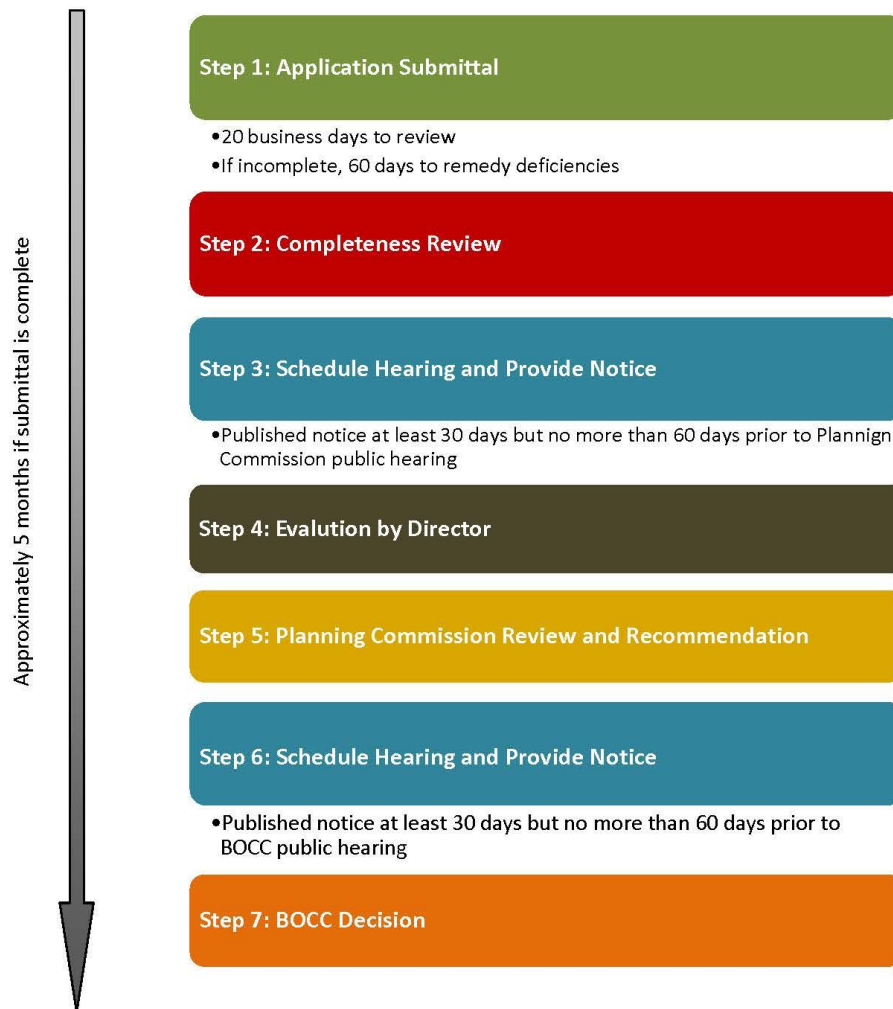 Approximately 5 months if submittal is complete
Step 1: Application Submittal
•20 business days to review
•If incomplete, 60 days to remedy deficiencies
Step 2: Completeness Review
Step 3: Schedule Hearing and Provide Notice
•Published notice at least 30 days but no more than 60 days prior to Plannign
Commission public hearing
Step 4: Evalution by Director
Step 5: Planning Commission Review and Recommendation
Step 6: Schedule Hearing and Provide Notice
•Published notice at least 30 days but no more than 60 days prior to
BOCC public hearing
Step 7: BOCC Decision